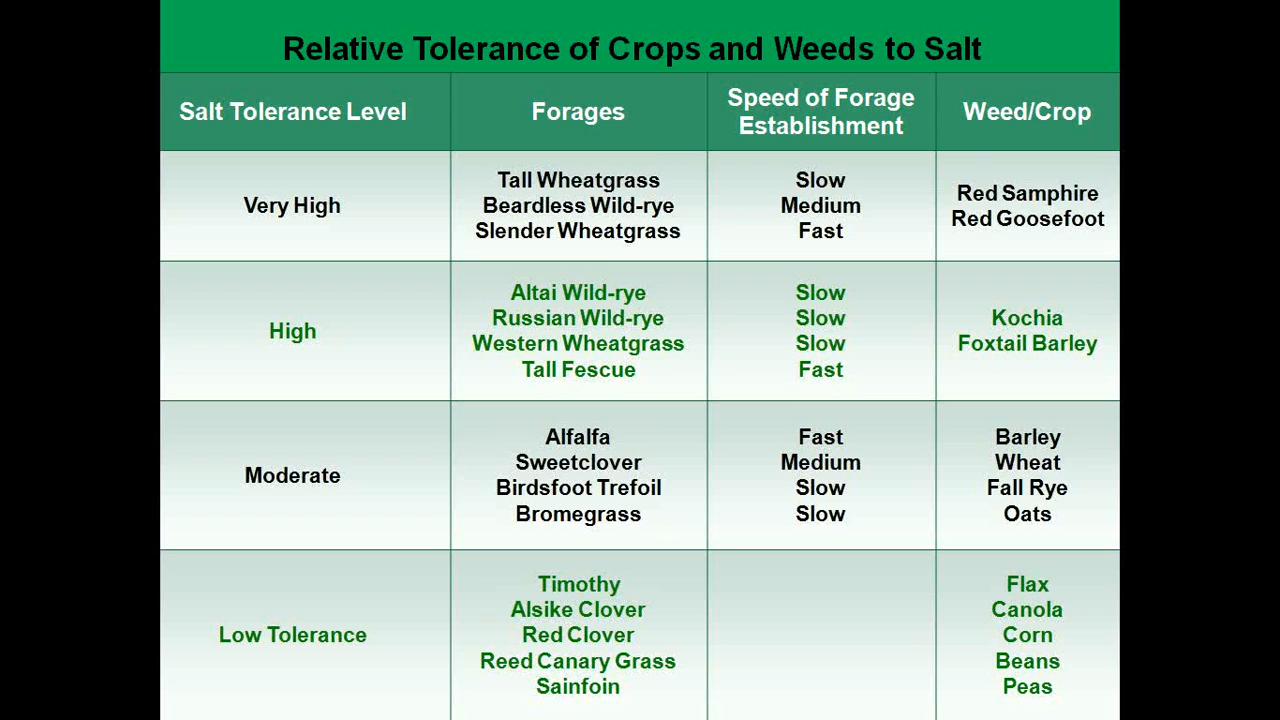 Relative Tolerance of Crops and Weeds to Salt
Salt Tolerance Level
Forages
Speed of Forage
Establishment
Weed/Crop
Very High
Tall Wheatgrass
Beardless Wild-rye
Slender Wheatgrass
Slow
Medium
Fast
Red Samphire
Red Goosefoot
High
Altai Wild-rye
Russian Wild-rye
Western Wheatgrass
Tall Fescue
Slow
Slow
Slow
Fast
Kochia
Foxtail Barley
Moderate
Alfalfa
Sweetclover
Birdsfoot Trefoil
Bromegrass
Fast
Medium
Slow
Slow
Barley
Wheat
Fall Rye
Oats
Low Tolerance
Timothy
Alsike Clover
Red Clover
Reed Canary Grass
Sainfoin
Flax
Canola
Corn
Beans
Peas